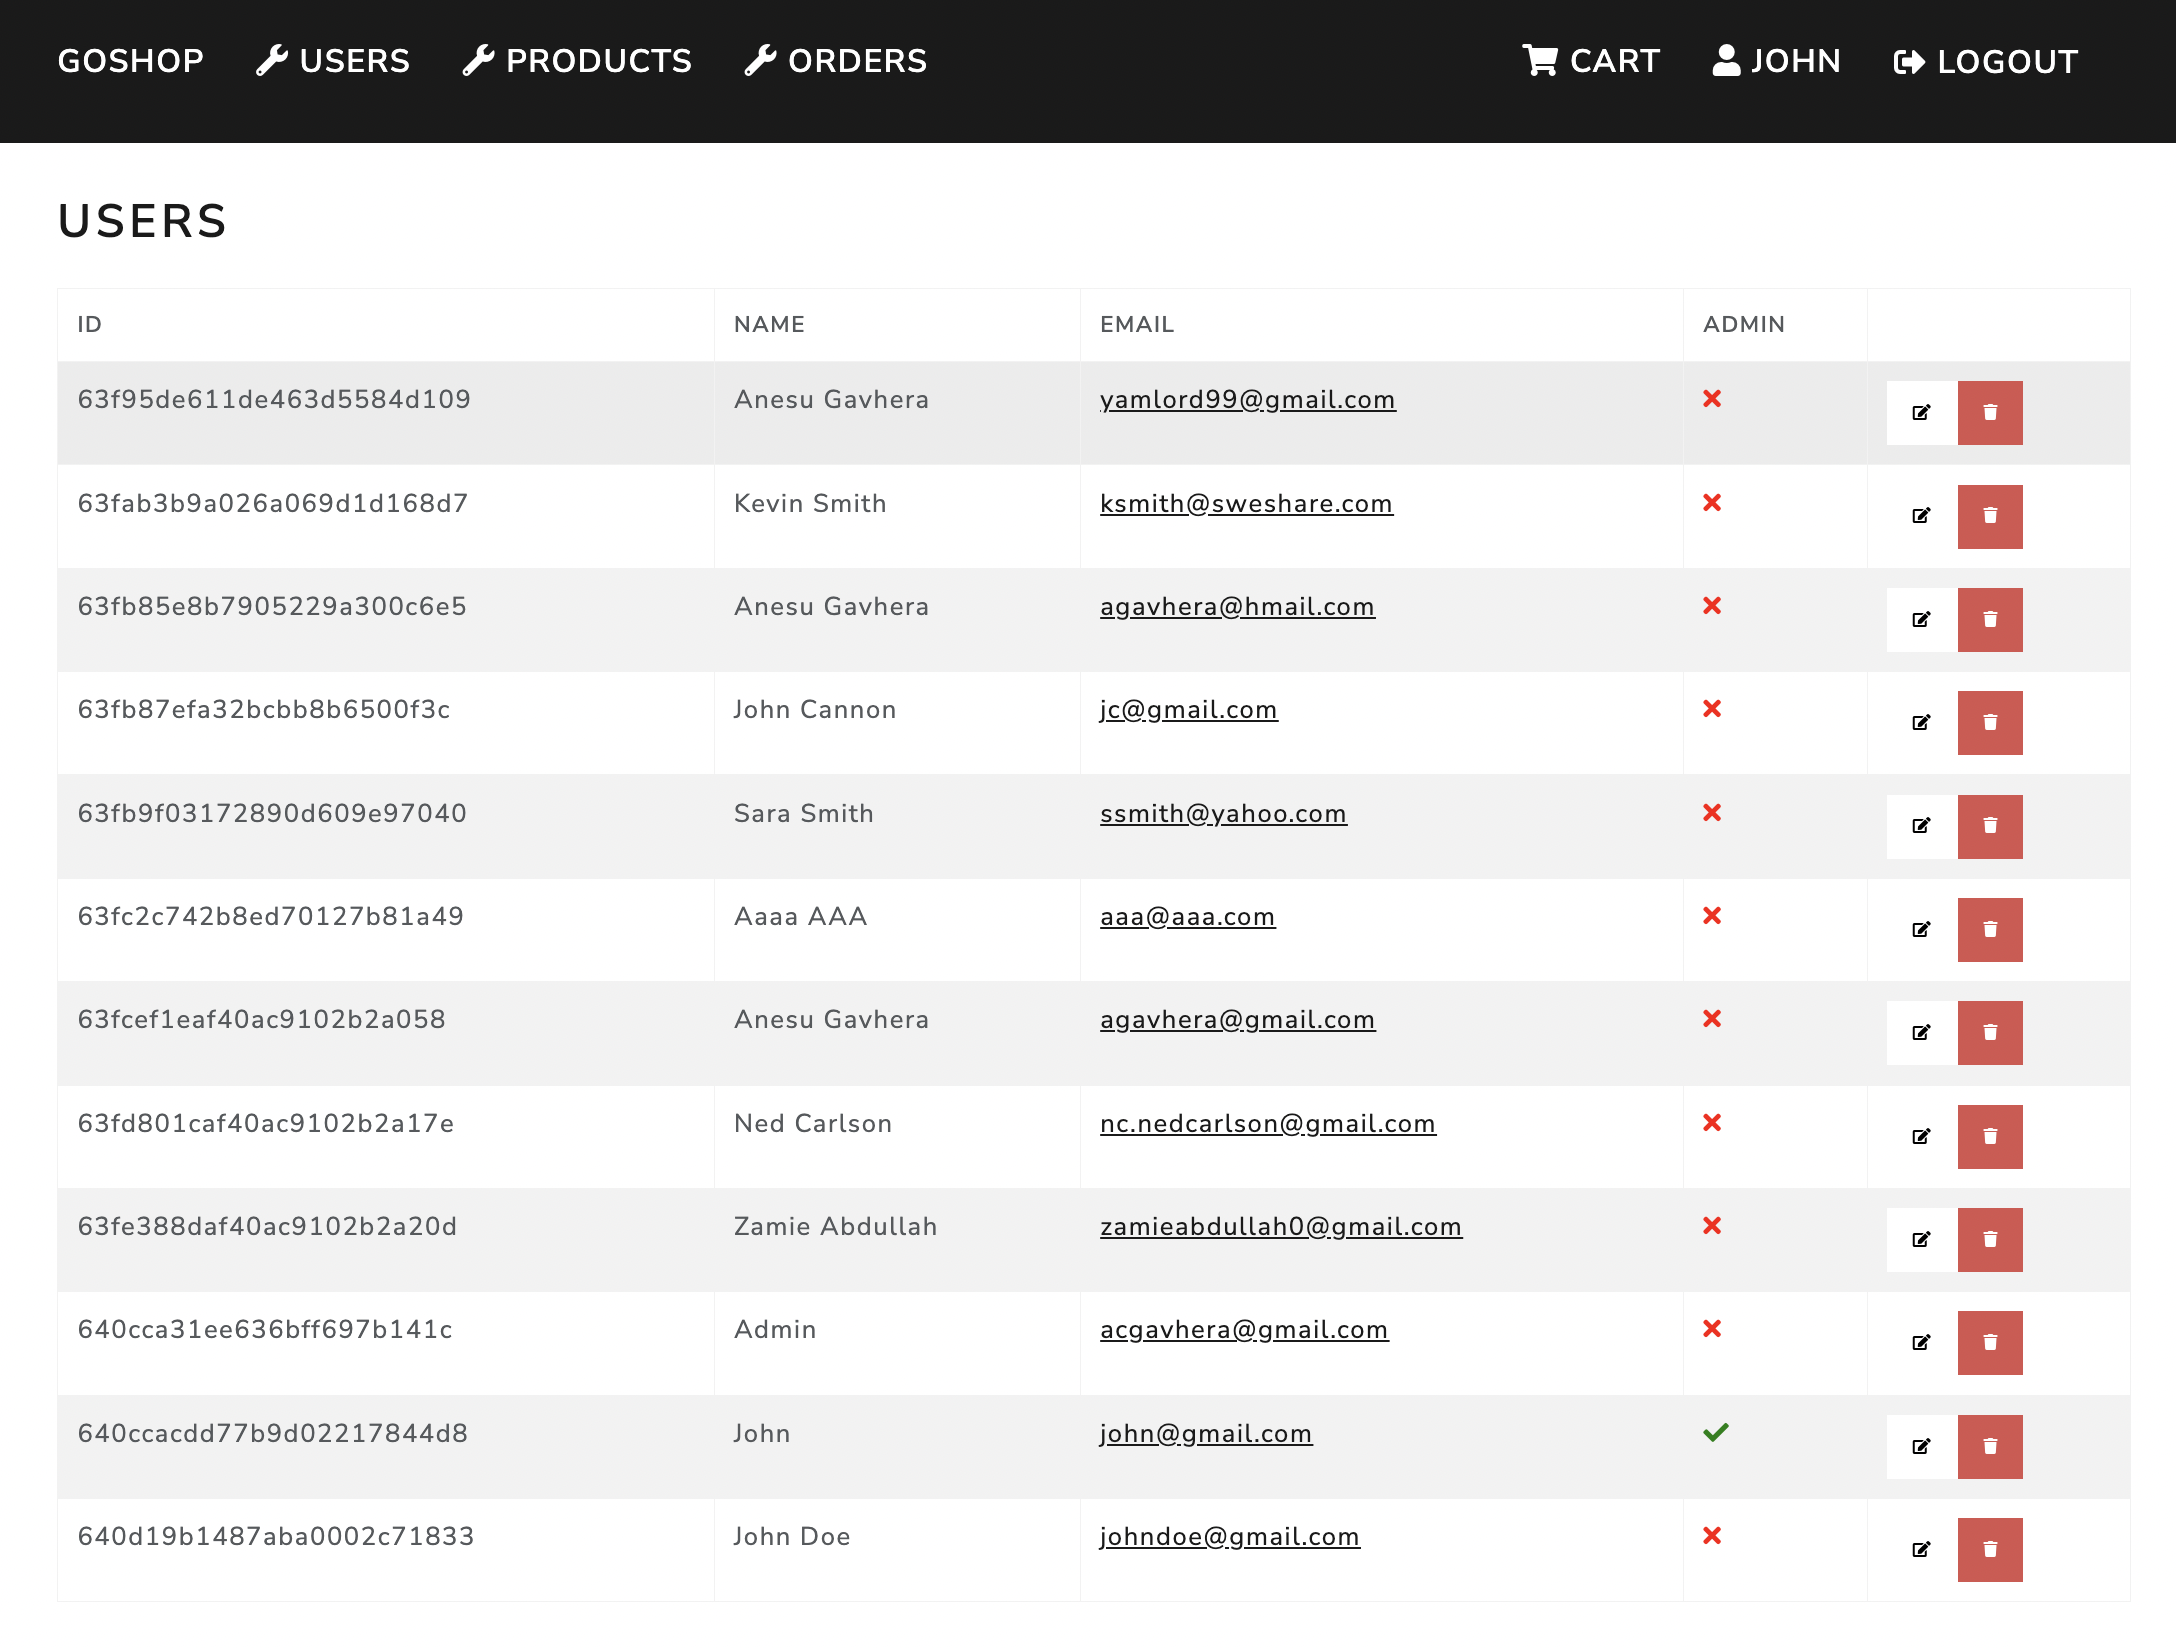 GOSHOP USERS PRODUCTS ORDERS CART JOHN LOGOUT
USERS
ID NAME EMAIL ADMIN
63f95de611de463d5584d109 Anesu Gavhera yamlord99@gmail.com
63fab3b9a026a069d1d168d7 Kevin Smith ksmith@sweshare.com
63fb85e8b7905229a300c6e5 Anesu Gavhera agavhera@hmail.com
63fb87efa32bcbb8b6500f3c John Cannon jc@gmail.com
63fb9f03172890d609e97040 Sara Smith ssmith@yahoo.com
63fc2c742b8ed70127b81a49 Aaaa AAA aaa@aaa.com
63fcef1eaf40ac9102b2a058 Anesu Gavhera agavhera@gmail.com
63fd801caf40ac9102b2a17e Ned Carlson nc.nedcarlson@gmail.com
63fe388daf40ac9102b2a20d Zamie Abdullah zamieabdullah0@gmail.com
640cca31ee636bff697b141c Admin acgavhera@gmail.com
640ccacdd77b9d02217844d8 John john@gmail.com
640d19b1487aba0002c71833 John Doe johndoe@gmail.com